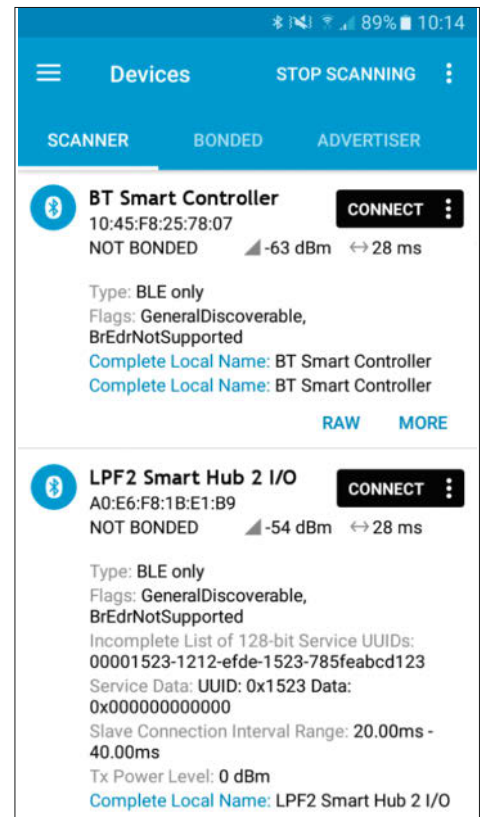 89% 10:14
Devices STOP SCANNING
SCANNER BONDED ADVERTISER
BT Smart Controller
CONNECT
10:45:F8:25:78:07
NOT BONDED -63 dBm ↔28 ms
Type: BLE only
Flags: GeneralDiscoverable,
BrEdrNotSupported
Complete Local Name: BT Smart Controller
Complete Local Name: BT Smart Controller
RAW MORE
LPF2 Smart Hub 2 I/O
CONNECT
A0:E6:F8:1B:E1:B9
NOT BONDED -54 dBm ↔28 ms
Type: BLE only
Flags: GeneralDiscoverable,
BrEdrNotSupported
Incomplete List of 128-bit Service UUIDs:
00001523-1212-efde-1523-785feabcd123
Service Data: UUID: 0x1523 Data:
0x000000000000
Slave Connection Interval Range: 20.00ms -
40.00ms
Tx Power Level: 0 dBm
Complete Local Name: LPF2 Smart Hub 2 I/O